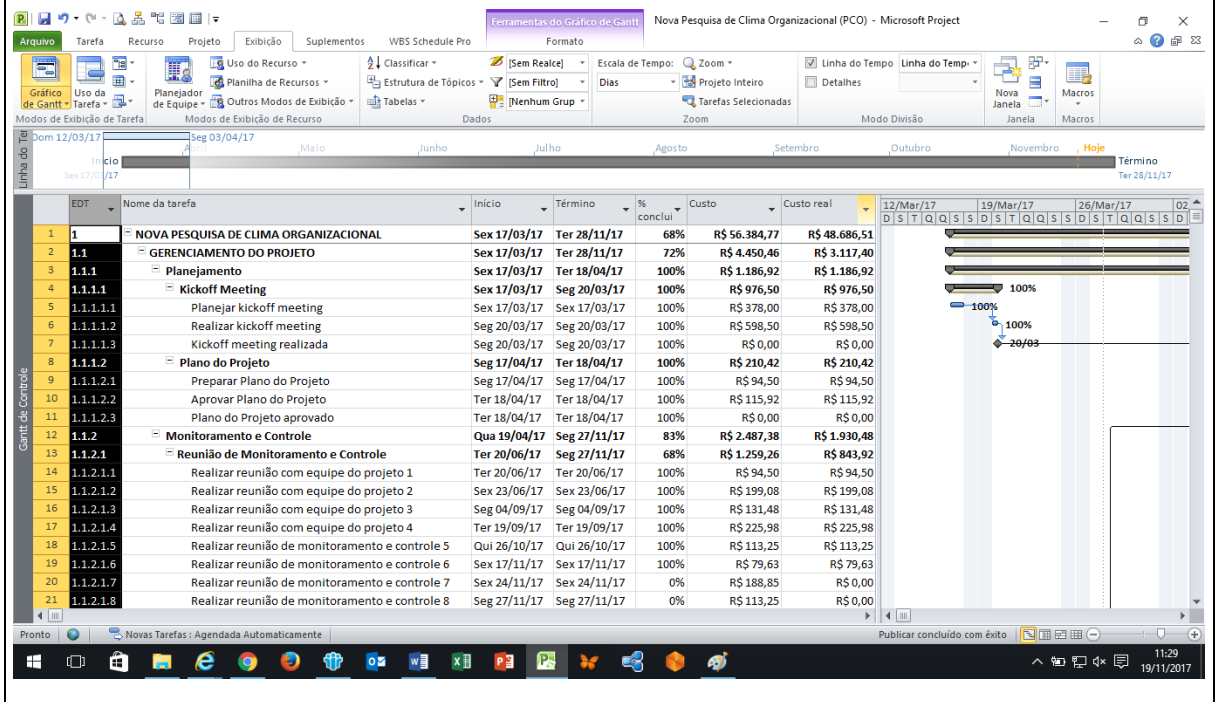 Ferramentas do Gráfico de Gantt
Nova Pesquisa de Clima Organizacional (PCO) - Microsoft Project
Arquivo Tarefa Recurso Projeto Exibição Suplementos WBS Schedule Pro Formato
Gráfico de Gantt
Uso da Tarefa
Modos de Exibição de Tarefa
Planejador de Equipe
Uso do Recurso
Planilha de Recursos
Outros Modos de Exibição
Modos de Exibição de Recurso
Classificar
Estrutura de Tópicos
Tabelas
[Sem Realce]
[Sem Filtro]
[Nenhum Grup
Dados
Escala de Tempo:
Dias
Zoom
Projeto Inteiro
Tarefas Selecionadas
Zoom
Linha do Tempo Linha do Temp
Detalhes
Modo Divisão
Nova Janela
Janela
Macros
Macros
Linha do Te
Dom 12/03/17 Seg 03/04/17
Abril Maio Junho Julho Agosto Setembro Outubro Novembro Hoje
Início
Sex 17/03/17
Término
Ter 28/11/17
Gantt de Controle
EDT Nome da tarefa Início Término % concluí Custo Custo real
12/Mar/17 19/Mar/17 26/Mar/17 02
D S T Q Q S S D S T Q Q S S D S T Q Q S S D
1 1 NOVA PESQUISA DE CLIMA ORGANIZACIONAL Sex 17/03/17 Ter 28/11/17 68% R$ 56.384,77 R$ 48.686,51
2 1.1 GERENCIAMENTO DO PROJETO Sex 17/03/17 Ter 28/11/17 72% R$ 4.450,46 R$ 3.117,40
3 1.1.1 Planejamento Sex 17/03/17 Ter 18/04/17 100% R$ 1.186,92 R$ 1.186,92
4 1.1.1.1 Kickoff Meeting Sex 17/03/17 Seg 20/03/17 100% R$ 976,50 R$ 976,50 100%
5 1.1.1.1.1 Planejar kickoff meeting Sex 17/03/17 Sex 17/03/17 100% R$ 378,00 R$ 378,00 100%
6 1.1.1.1.2 Realizar kickoff meeting Seg 20/03/17 Seg 20/03/17 100% R$ 598,50 R$ 598,50 100%
7 1.1.1.1.3 Kickoff meeting realizada Seg 20/03/17 Seg 20/03/17 100% R$ 0,00 R$ 0,00 20/03
8 1.1.1.2 Plano do Projeto Seg 17/04/17 Ter 18/04/17 100% R$ 210,42 R$ 210,42
9 1.1.1.2.1 Preparar Plano do Projeto Seg 17/04/17 Seg 17/04/17 100% R$ 94,50 R$ 94,50
10 1.1.1.2.2 Aprovar Plano do Projeto Ter 18/04/17 Ter 18/04/17 100% R$ 115,92 R$ 115,92
11 1.1.1.2.3 Plano do Projeto aprovado Ter 18/04/17 Ter 18/04/17 100% R$ 0,00 R$ 0,00
12 1.1.2 Monitoramento e Controle Qua 19/04/17 Seg 27/11/17 83% R$ 2.487,38 R$ 1.930,48
13 1.1.2.1 Reunião de Monitoramento e Controle Ter 20/06/17 Seg 27/11/17 68% R$ 1.259,26 R$ 843,92
14 1.1.2.1.1 Realizar reunião com equipe do projeto 1 Ter 20/06/17 Ter 20/06/17 100% R$ 94,50 R$ 94,50
15 1.1.2.1.2 Realizar reunião com equipe do projeto 2 Sex 23/06/17 Sex 23/06/17 100% R$ 199,08 R$ 199,08
16 1.1.2.1.3 Realizar reunião com equipe do projeto 3 Seg 04/09/17 Seg 04/09/17 100% R$ 131,48 R$ 131,48
17 1.1.2.1.4 Realizar reunião com equipe do projeto 4 Ter 19/09/17 Ter 19/09/17 100% R$ 225,98 R$ 225,98
18 1.1.2.1.5 Realizar reunião de monitoramento e controle 5 Qui 26/10/17 Qui 26/10/17 100% R$ 113,25 R$ 113,25
19 1.1.2.1.6 Realizar reunião de monitoramento e controle 6 Sex 17/11/17 Sex 17/11/17 100% R$ 79,63 R$ 79,63
20 1.1.2.1.7 Realizar reunião de monitoramento e controle 7 Sex 24/11/17 Sex 24/11/17 0% R$ 188,85 R$ 0,00
21 1.1.2.1.8 Realizar reunião de monitoramento e controle 8 Seg 27/11/17 Seg 27/11/17 0% R$ 113,25 R$ 0,00
Pronto Novas Tarefas : Agendada Automaticamente Publicar concluído com êxito
11:29
19/11/2017